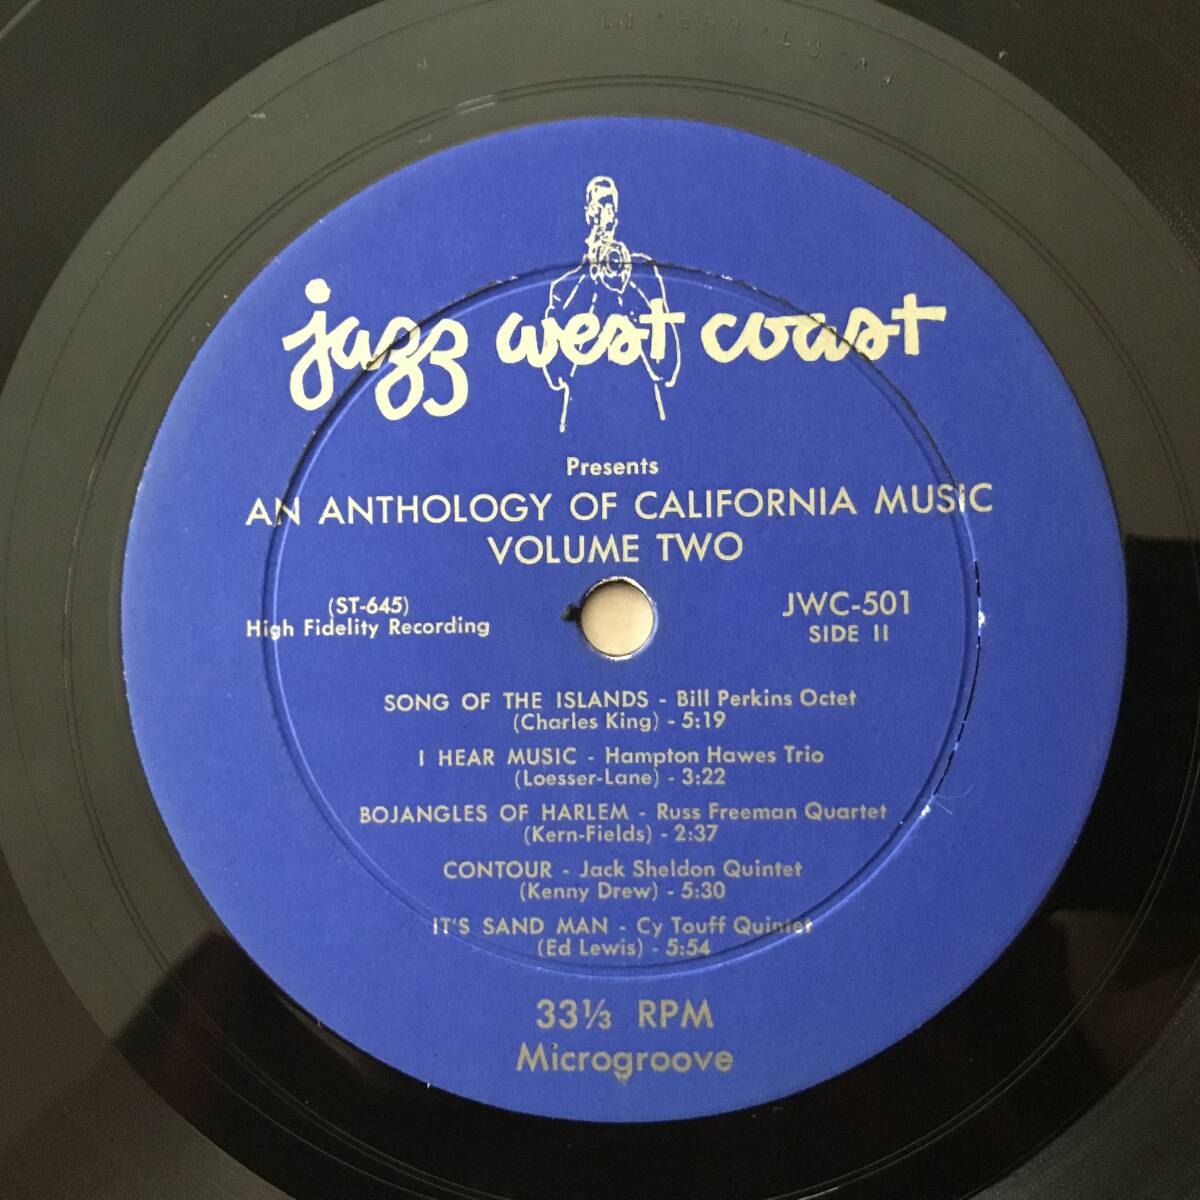 jazz west coast
Presents
AN ANTHOLOGY OF CALIFORNIA MUSIC
VOLUME TWO
(ST-645)
High Fidelity Recording
JWC-501
SIDE II
SONG OF THE ISLANDS - Bill Perkins Octet
(Charles King) - 5:19
I HEAR MUSIC - Hampton Hawes Trio
(Loesser-Lane) - 3:22
BOJANGLES OF HARLEM - Russ Freeman Quartet
(Kern-Fields) - 2:37
CONTOUR - Jack Sheldon Quintet
(Kenny Drew) - 5:30
IT'S SAND MAN - Cy Touff Quintet
(Ed Lewis) - 5:54
33⅓ RPM
Microgroove